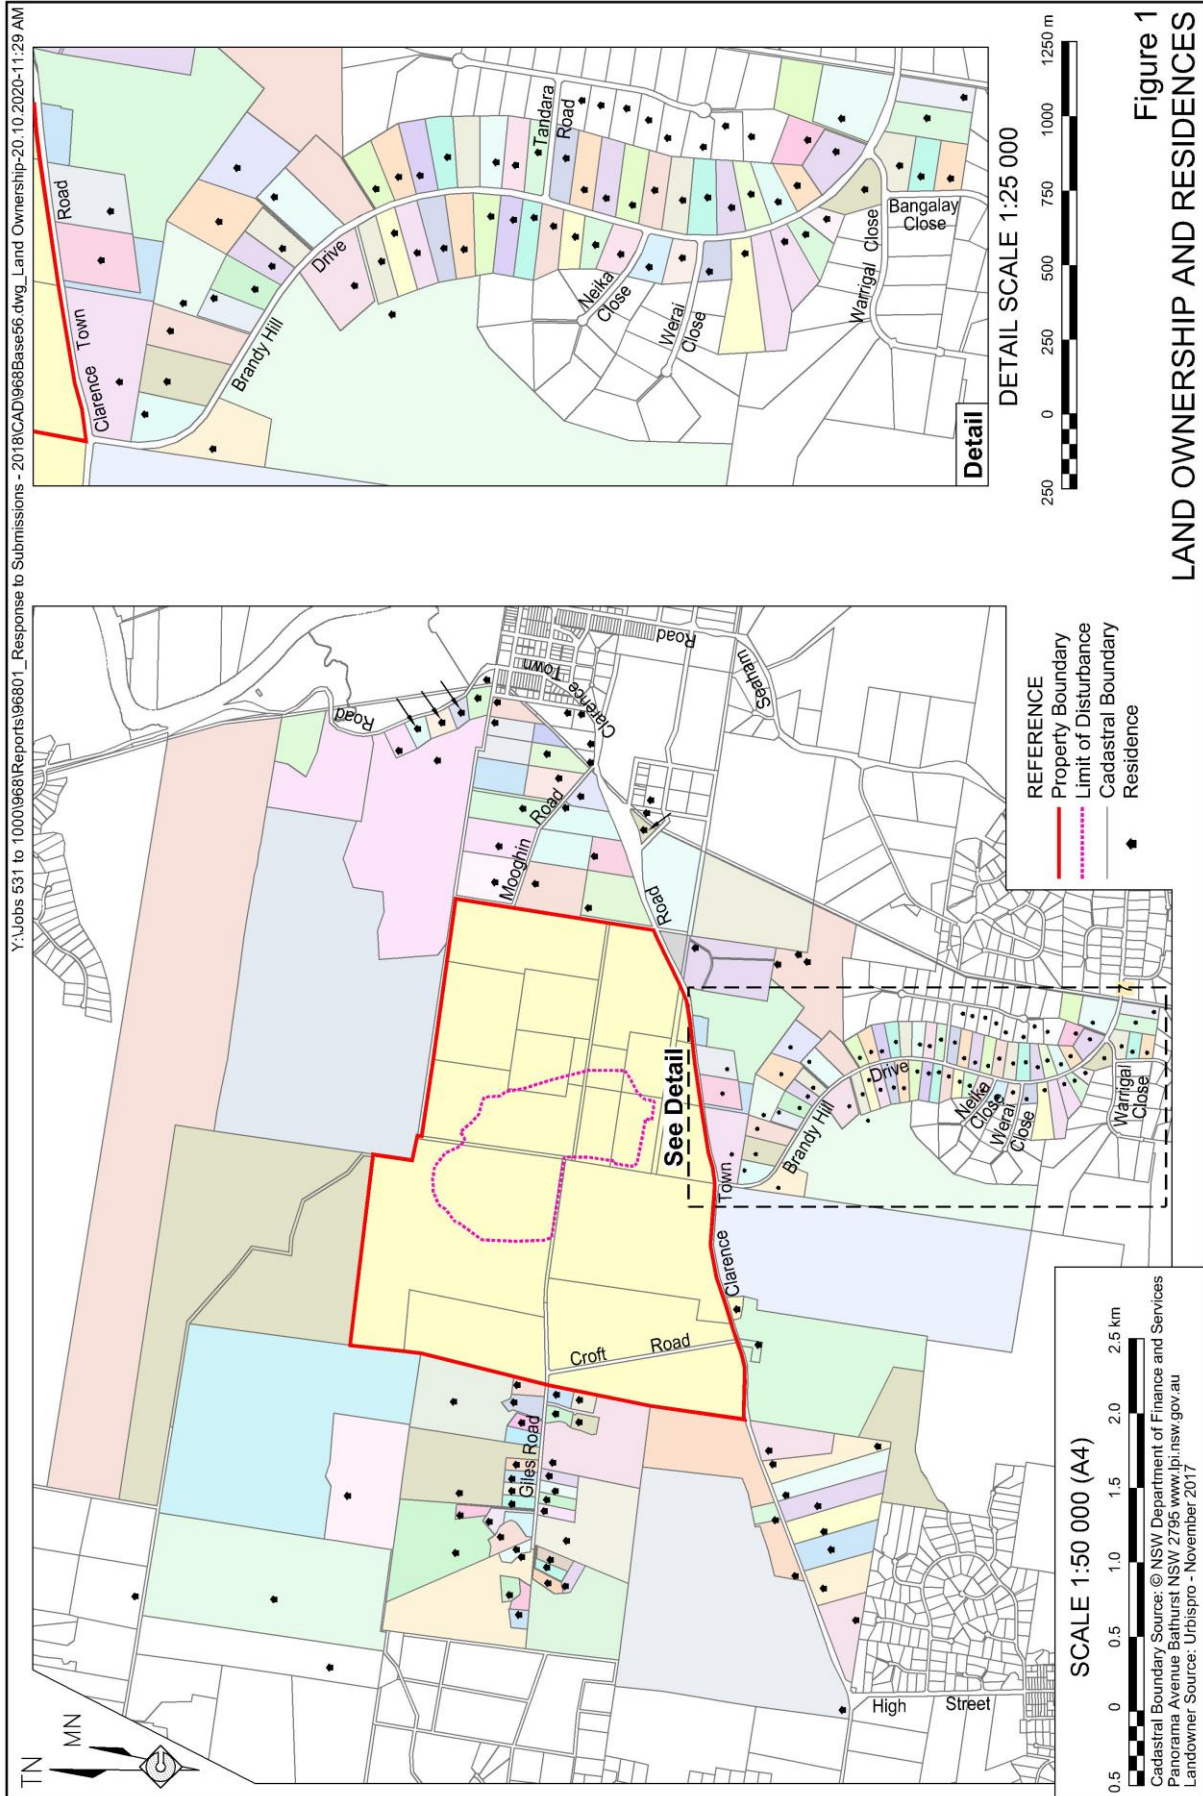 Y:\Jobs 531 to 1000\968\Reports\96801_Response to Submissions - 2018\CAD\968Base56.dwg_Land Ownership-20.10.2020-11:29 AM
TN
MN
Road
Town
Clarence
Road
Mooghin
Road
Seaham
Road
Giles Road
Croft
Road
Clarence
Town
Road
See Detail
Brandy Hill
Drive
Neika
Close
Werai
Close
Warrigal
Close
High
Street
REFERENCE
Property Boundary
Limit of Disturbance
Cadastral Boundary
Residence
SCALE 1:50 000 (A4)
0.5
0
0.5
1.0
1.5
2.0
2.5 km
Cadastral Boundary Source: © NSW Department of Finance and Services
Panorama Avenue Bathurst NSW 2795 www.lpi.nsw.gov.au
Landowner Source: Urbispro - November 2017
Clarence
Town
Road
Brandy Hill
Drive
Tandara
Road
Neika
Close
Werai
Close
Warrigal Close
Bangalay
Close
Detail
DETAIL SCALE 1:25 000
250
0
250
500
750
1000
1250 m
Figure 1
LAND OWNERSHIP AND RESIDENCES